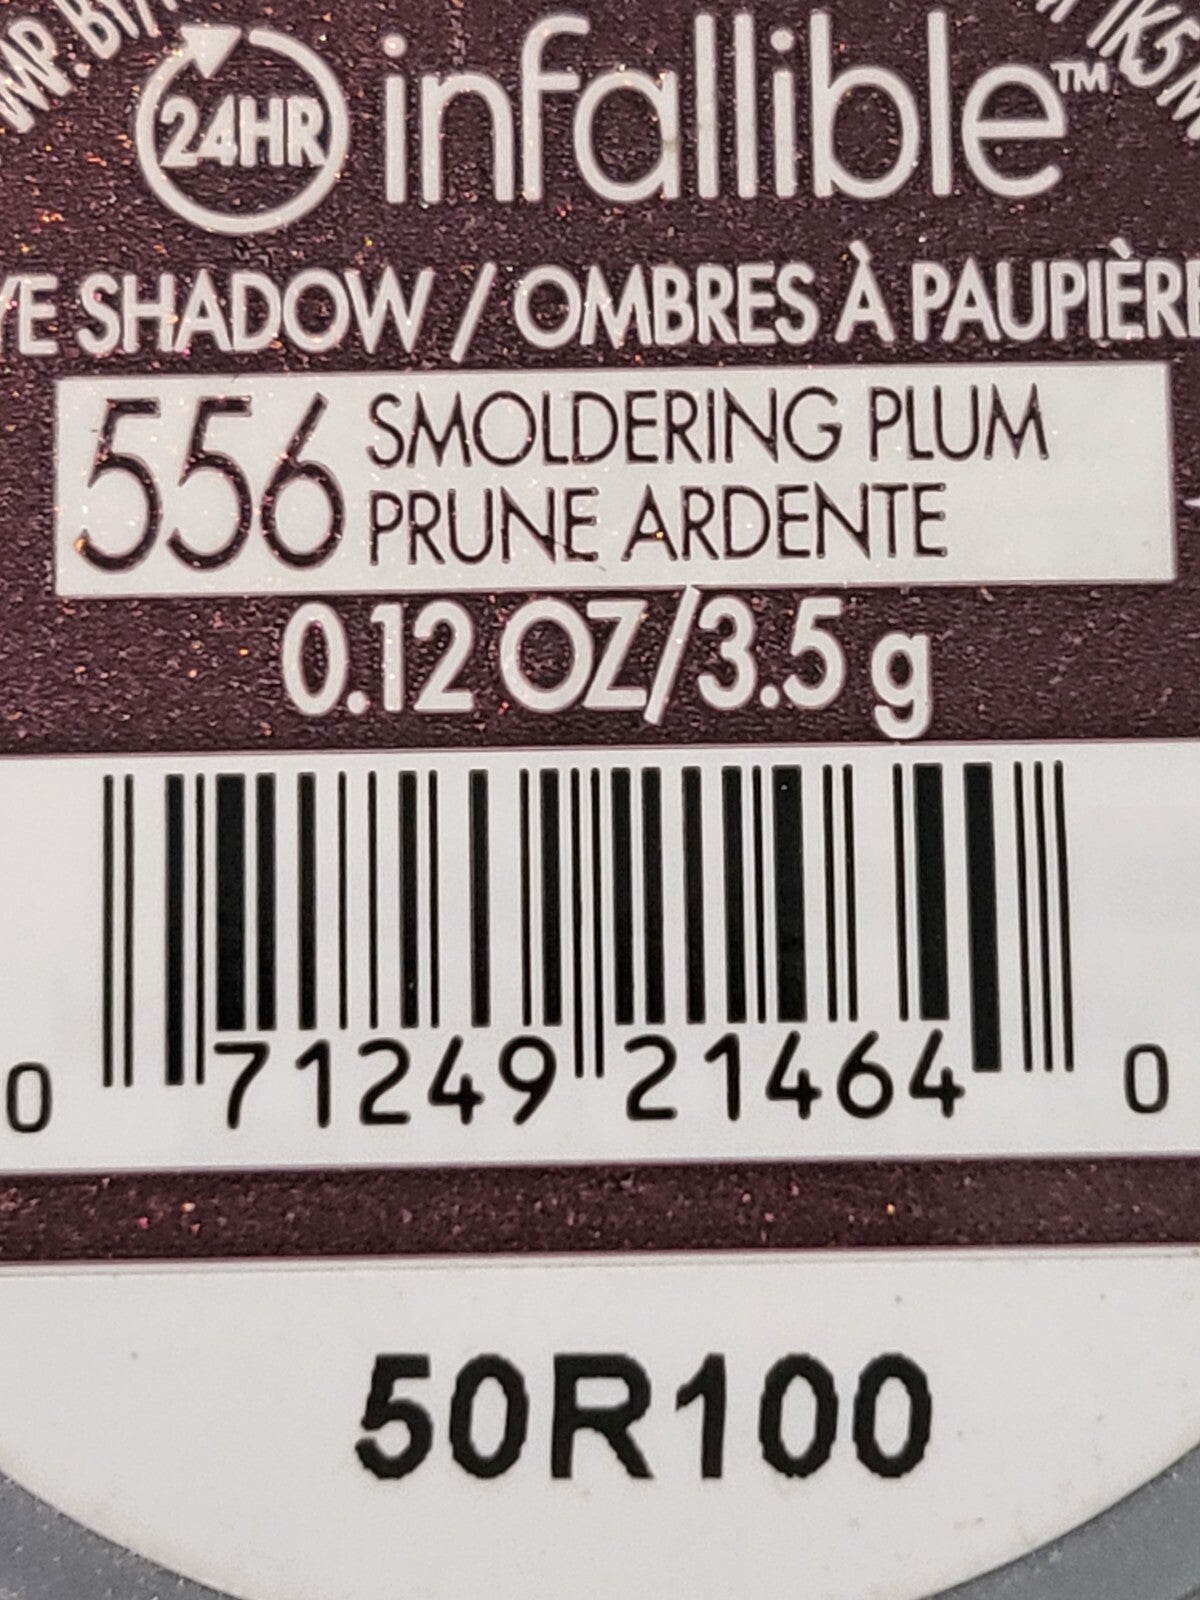 24HR infallible™
YE SHADOW / OMBRES À PAUPIÈRE
556 SMOLDERING PLUM
PRUNE ARDENTE
0.12 OZ/3.5 g
0 71249 21464 0
50R100